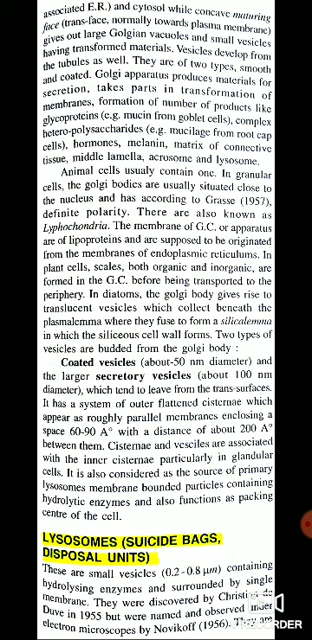 associated E.R.) and cytosol while concave maturing
face (trans-face, normally towards plasma membrane)
gives out large Golgian vacuoles and small vesicles
having transformed materials. Vesicles develop from
the tubules as well. They are of two types, smooth
and coated. Golgi apparatus produces materials for
secretion, takes parts in transformation of
membranes, formation of number of products like
glycoproteins (e.g. mucin from goblet cells), complex
hetero-polysaccharides (e.g. mucilage from root cap
cells), hormones, melanin, matrix of connective
tissue, middle lamella, acrosome and lysosome.
Animal cells usualy contain one. In granular
cells, the golgi bodies are usually situated close to
the nucleus and has according to Grasse (1957),
definite polarity. There are also known as
Lyphochondria. The membrane of G.C. or apparatus
are of lipoproteins and are supposed to be originated
from the membranes of endoplasmic reticulums. In
plant cells, scales, both organic and inorganic, are
formed in the G.C. before being transported to the
periphery. In diatoms, the golgi body gives rise to
translucent vesicles which collect beneath the
plasmalemma where they fuse to form a silicalemma
in which the siliceous cell wall forms. Two types of
vesicles are budded from the golgi body :
Coated vesicles (about-50 nm diameter) and
the larger secretory vesicles (about 100 nm
diameter), which tend to leave from the trans-surfaces.
It has a system of outer flattened cisternae which
appear as roughly parallel membranes enclosing a
space 60-90 A° with a distance of about 200 A°
between them. Cisternae and vesciles are associated
with the inner cisternae particularly in glandular
cells. It is also considered as the source of primary
lysosomes membrane bounded particles containing
hydrolytic enzymes and also functions as packing
centre of the cell.
LYSOSOMES (SUICIDE BAGS,
DISPOSAL UNITS)
These are small vesicles (0.2-0.8 μm) containing
hydrolysing enzymes and surrounded by single
membrane. They were discovered by Christian de
Duve in 1955 but were named and observed under
electron microscopes by Novikoff (1956). They are